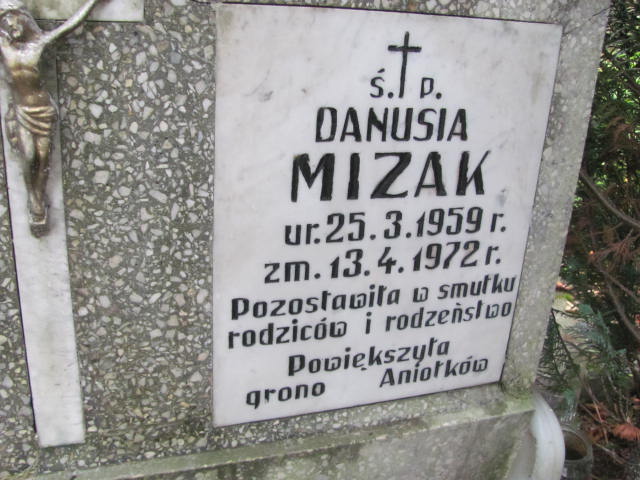 ś. p.
DANUSIA
MIZAK
ur. 25. 3. 1959 r.
zm. 13. 4. 1972 r.
Pozostawiła w smutku
rodziców i rodzeństwo
Powiększyła
grono Aniołków